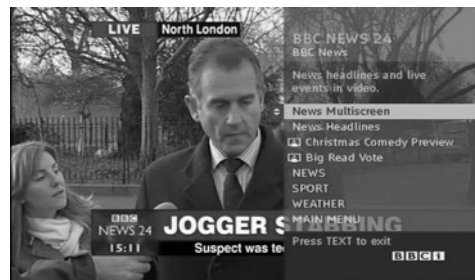 LIVE North London
BBC NEWS 24
BBC News
News headlines and live
events in video.
News Multiscreen
News Headlines
Christmas Comedy Preview
Big Read Vote
NEWS
SPORT
WEATHER
MAIN MENU
Press TEXT to exit
BBCi
BBC
NEWS 24
15:11
JOGGER STABBING
Suspect was